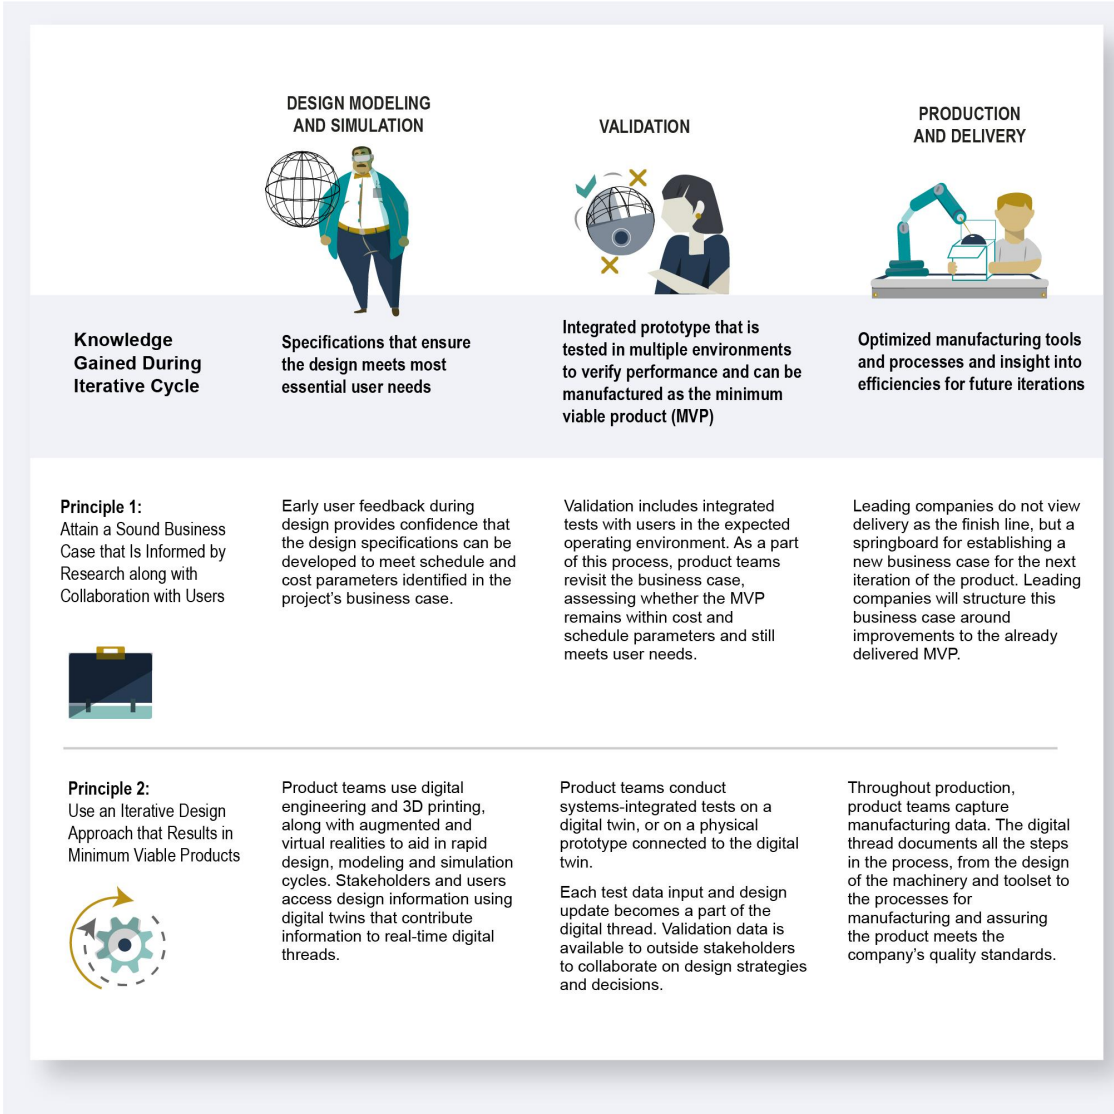 DESIGN MODELING
AND SIMULATION
VALIDATION
PRODUCTION
AND DELIVERY
Knowledge
Gained During
Iterative Cycle
Specifications that ensure
the design meets most
essential user needs
Integrated prototype that is
tested in multiple environments
to verify performance and can be
manufactured as the minimum
viable product (MVP)
Optimized manufacturing tools
and processes and insight into
efficiencies for future iterations
Principle 1:
Attain a Sound Business
Case that Is Informed by
Research along with
Collaboration with Users
Early user feedback during
design provides confidence that
the design specifications can be
developed to meet schedule and
cost parameters identified in the
project's business case.
Validation includes integrated
tests with users in the expected
operating environment. As a part
of this process, product teams
revisit the business case,
assessing whether the MVP
remains within cost and
schedule parameters and still
meets user needs.
Leading companies do not view
delivery as the finish line, but a
springboard for establishing a
new business case for the next
iteration of the product. Leading
companies will structure this
business case around
improvements to the already
delivered MVP.
Principle 2:
Use an Iterative Design
Approach that Results in
Minimum Viable Products
Product teams use digital
engineering and 3D printing,
along with augmented and
virtual realities to aid in rapid
design, modeling and simulation
cycles. Stakeholders and users
access design information using
digital twins that contribute
information to real-time digital
threads.
Product teams conduct
systems-integrated tests on a
digital twin, or on a physical
prototype connected to the digital
twin.
Each test data input and design
update becomes a part of the
digital thread. Validation data is
available to outside stakeholders
to collaborate on design strategies
and decisions.
Throughout production,
product teams capture
manufacturing data. The digital
thread documents all the steps
in the process, from the design
of the machinery and toolset to
the processes for
manufacturing and assuring
the product meets the
company's quality standards.